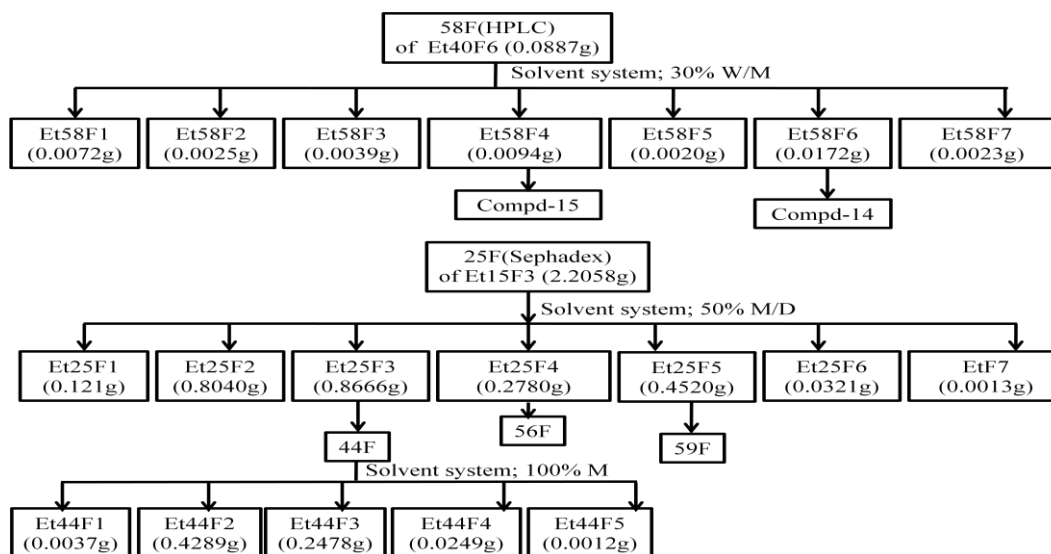 58F(HPLC)
of Et40F6 (0.0887g)
Solvent system; 30% W/M
Et58F1
(0.0072g)
Et58F2
(0.0025g)
Et58F3
(0.0039g)
Et58F4
(0.0094g)
Et58F5
(0.0020g)
Et58F6
(0.0172g)
Et58F7
(0.0023g)
Compd-15
Compd-14
25F(Sephadex)
of Et15F3 (2.2058g)
Solvent system; 50% M/D
Et25F1
(0.121g)
Et25F2
(0.8040g)
Et25F3
(0.8666g)
Et25F4
(0.2780g)
Et25F5
(0.4520g)
Et25F6
(0.0321g)
EtF7
(0.0013g)
44F
56F
59F
Solvent system; 100% M
Et44F1
(0.0037g)
Et44F2
(0.4289g)
Et44F3
(0.2478g)
Et44F4
(0.0249g)
Et44F5
(0.0012g)